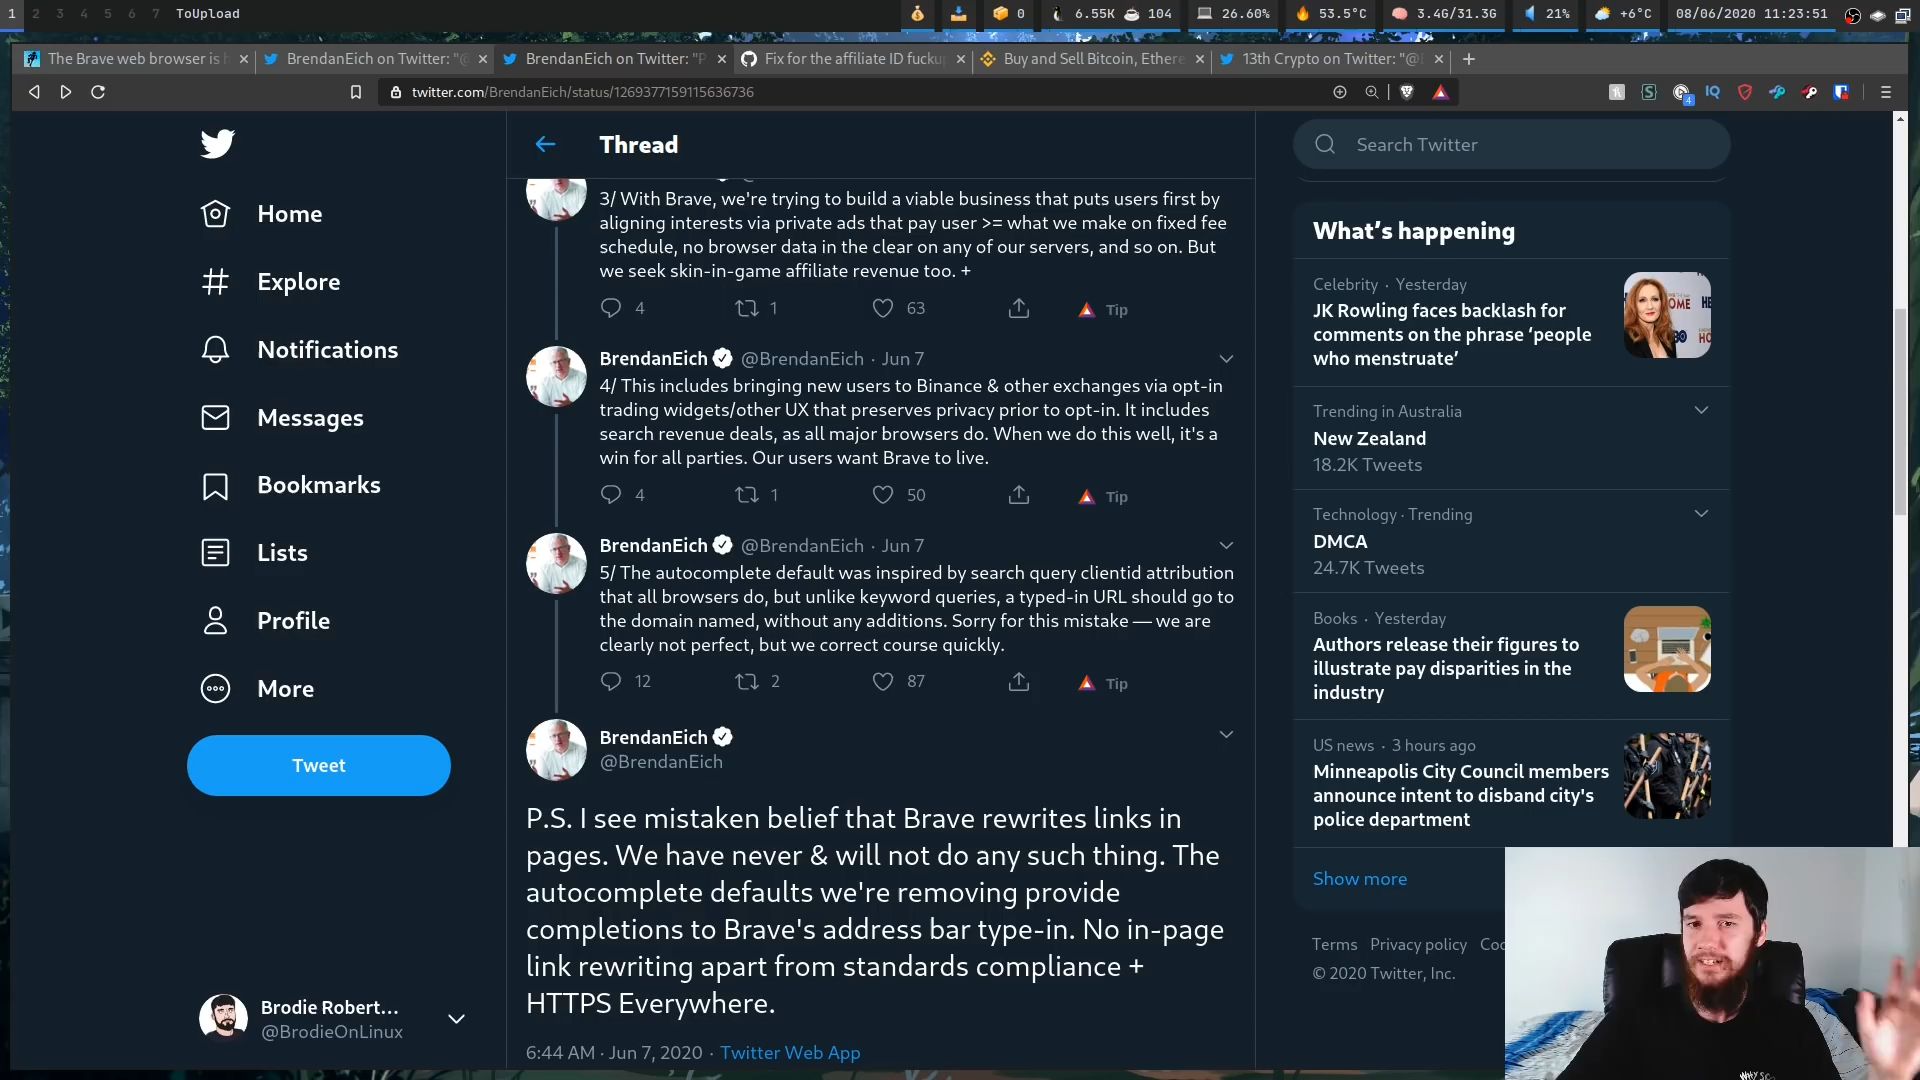 1 2 3 4 5 6 7 ToUpload
0 6.55K 104 26.60% 53.5°C 3.4G/31.3G 21% +6°C 08/06/2020 11:23:51
The Brave web browser is
BrendanEich on Twitter: "@
BrendanEich on Twitter: "P
Fix for the affiliate ID fucku
Buy and Sell Bitcoin, Ethere
13th Crypto on Twitter: "@
twitter.com/BrendanEich/status/1269377159115636736
4 IQ
Home
Explore
Notifications
Messages
Bookmarks
Lists
Profile
More
Tweet
Brodie Robert...
@BrodieOnLinux
Thread
3/ With Brave, we're trying to build a viable business that puts users first by
aligning interests via private ads that pay user >= what we make on fixed fee
schedule, no browser data in the clear on any of our servers, and so on. But
we seek skin-in-game affiliate revenue too. +
4 1 63 Tip
BrendanEich @BrendanEich · Jun 7
4/ This includes bringing new users to Binance & other exchanges via opt-in
trading widgets/other UX that preserves privacy prior to opt-in. It includes
search revenue deals, as all major browsers do. When we do this well, it's a
win for all parties. Our users want Brave to live.
4 1 50 Tip
BrendanEich @BrendanEich · Jun 7
5/ The autocomplete default was inspired by search query clientid attribution
that all browsers do, but unlike keyword queries, a typed-in URL should go to
the domain named, without any additions. Sorry for this mistake — we are
clearly not perfect, but we correct course quickly.
12 2 87 Tip
BrendanEich
@BrendanEich
P.S. I see mistaken belief that Brave rewrites links in
pages. We have never & will not do any such thing. The
autocomplete defaults we're removing provide
completions to Brave's address bar type-in. No in-page
link rewriting apart from standards compliance +
HTTPS Everywhere.
6:44 AM · Jun 7, 2020 · Twitter Web App
Search Twitter
What's happening
Celebrity · Yesterday
JK Rowling faces backlash for
comments on the phrase 'people
who menstruate'
Trending in Australia
New Zealand
18.2K Tweets
Technology · Trending
DMCA
24.7K Tweets
Books · Yesterday
Authors release their figures to
illustrate pay disparities in the
industry
US news · 3 hours ago
Minneapolis City Council members
announce intent to disband city's
police department
Show more
Terms Privacy policy Coo
© 2020 Twitter, Inc.